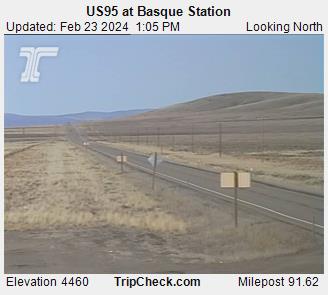 US95 at Basque Station
Updated: Feb 23 2024 1:05 PM Looking North
Elevation 4460 TripCheck.com Milepost 91.62